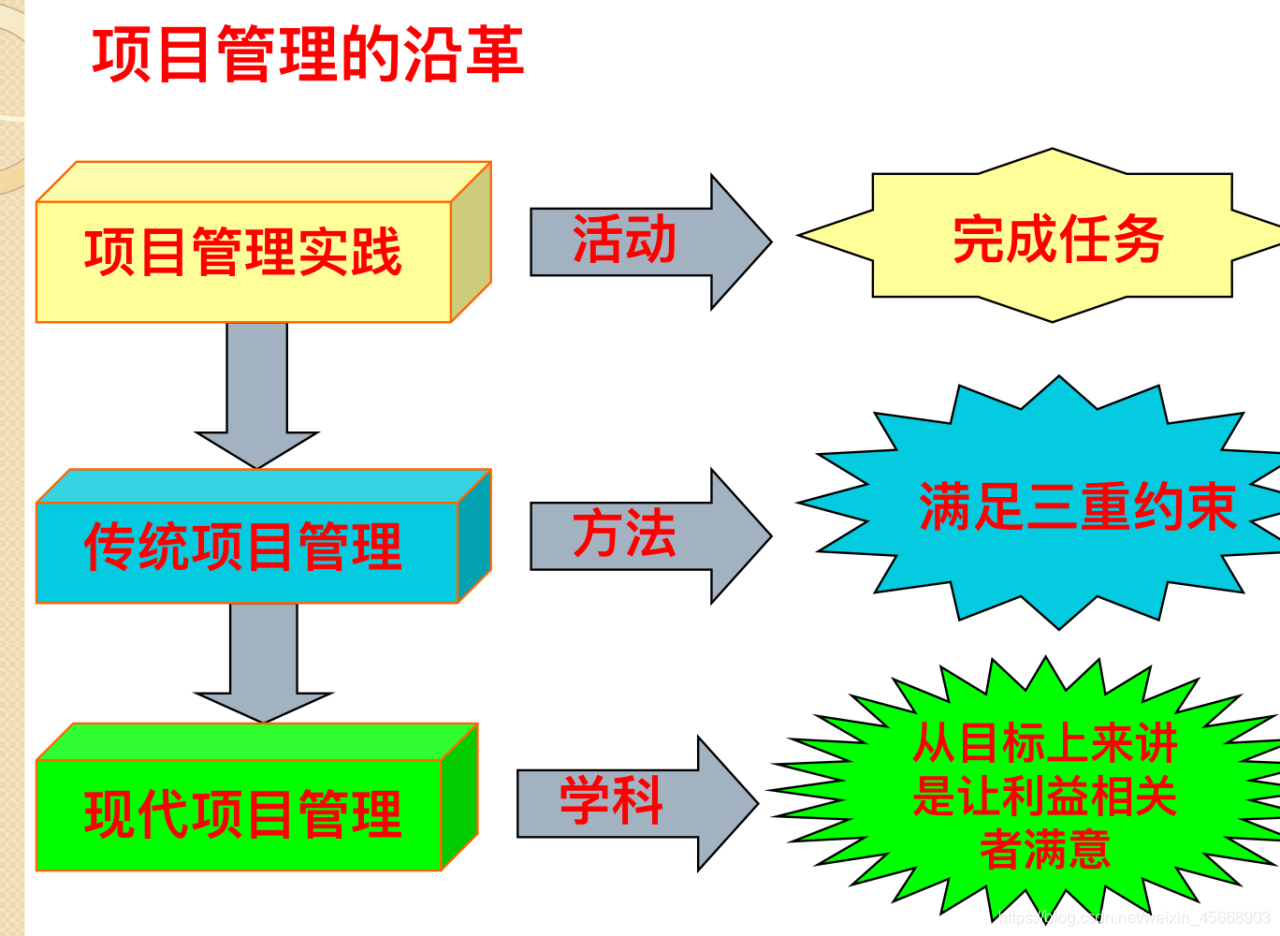 项目管理的沿革
项目管理实践
活动
完成任务
传统项目管理
方法
满足三重约束
现代项目管理
学科
从目标上来讲
是让利益相关
者满意
https://blog.csdn.net/weixin_45668903